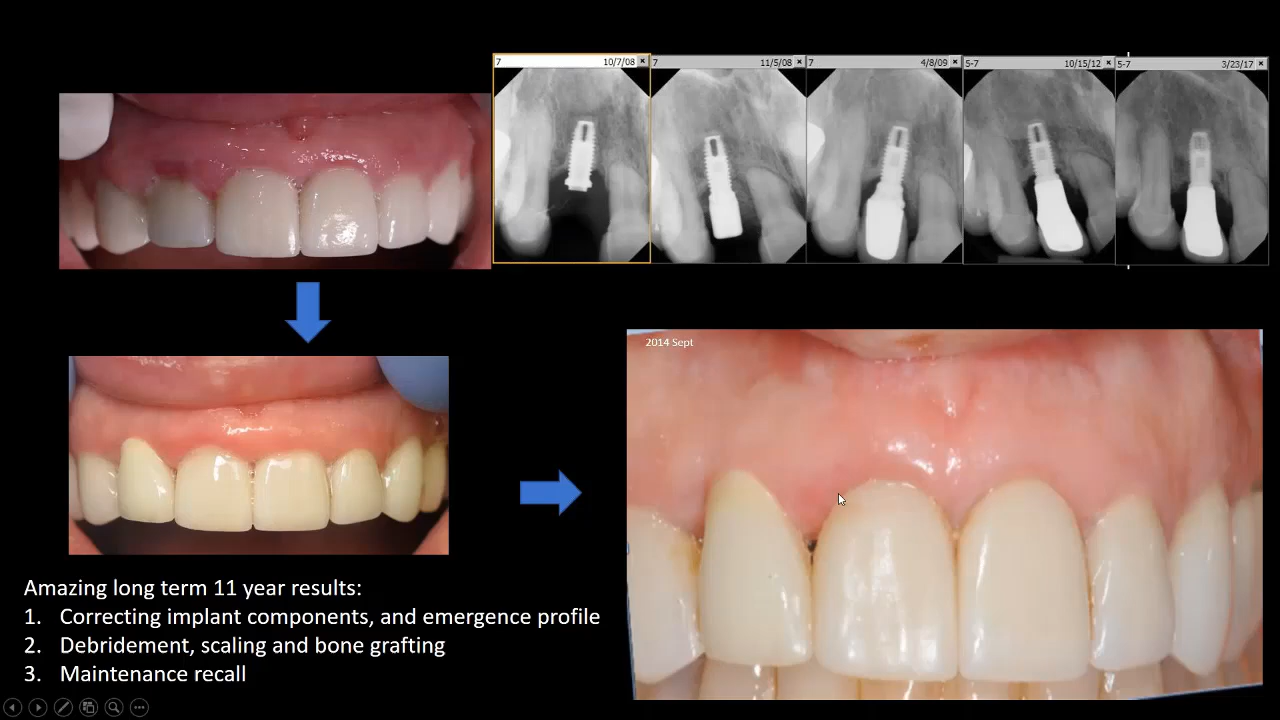 7 10/7/08
7 11/5/08
7 4/8/09
5-7 10/15/12
5-7 3/23/17
2014 Sept
Amazing long term 11 year results:
1. Correcting implant components, and emergence profile
2. Debridement, scaling and bone grafting
3. Maintenance recall